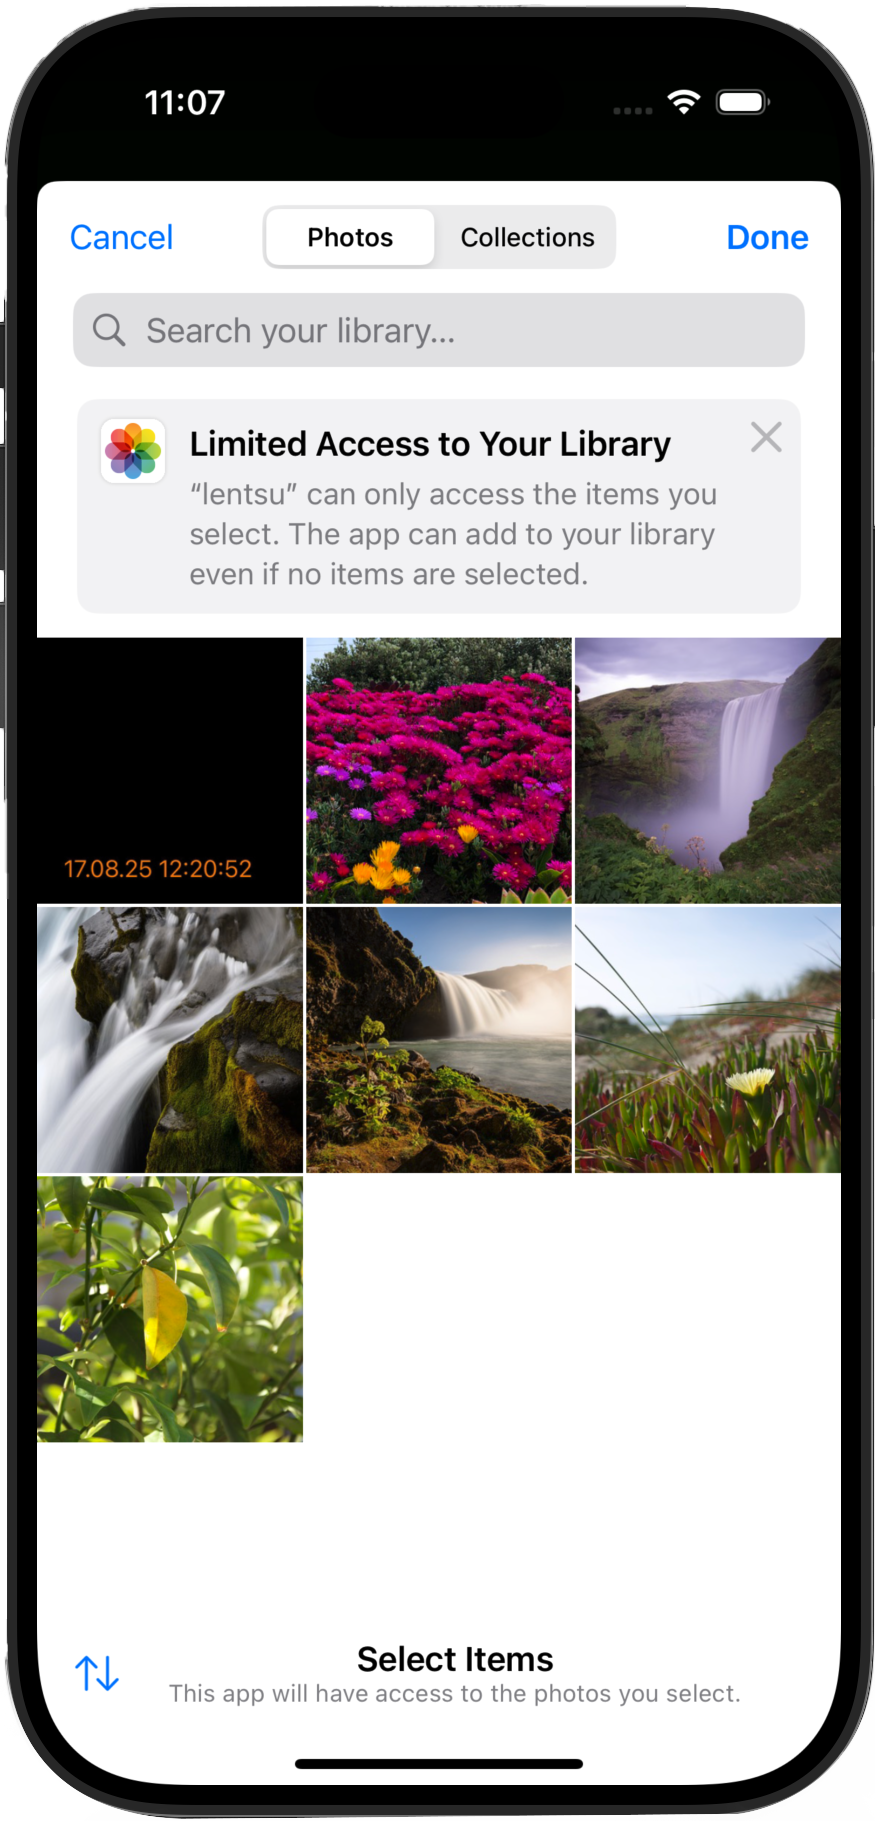 11:07
Cancel
Photos
Collections
Done
Search your library...
Limited Access to Your Library
“lentsu” can only access the items you
select. The app can add to your library
even if no items are selected.
17.08.25 12:20:52
Select Items
This app will have access to the photos you select.